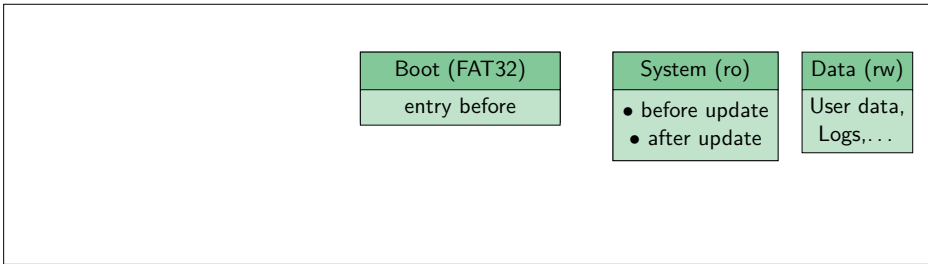 Boot (FAT32)
entry before
System (ro)
• before update
• after update
Data (rw)
User data,
Logs,...